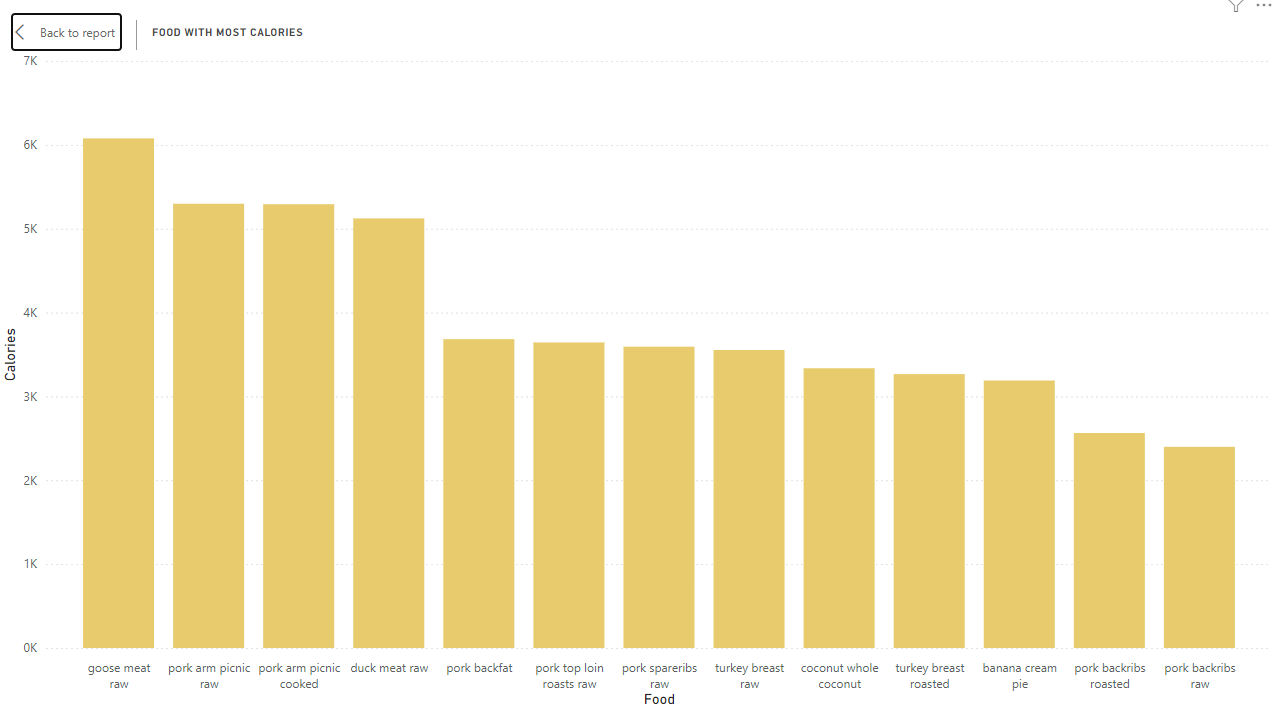 Back to report
FOOD WITH MOST CALORIES
7K
6K
5K
4K
3K
2K
1K
0K
Calories
goose meat
raw
pork arm picnic
raw
pork arm picnic
cooked
duck meat raw
pork backfat
pork top loin
roasts raw
pork spareribs
raw
turkey breast
raw
coconut whole
coconut
turkey breast
roasted
banana cream
pie
pork backribs
roasted
pork backribs
raw
Food